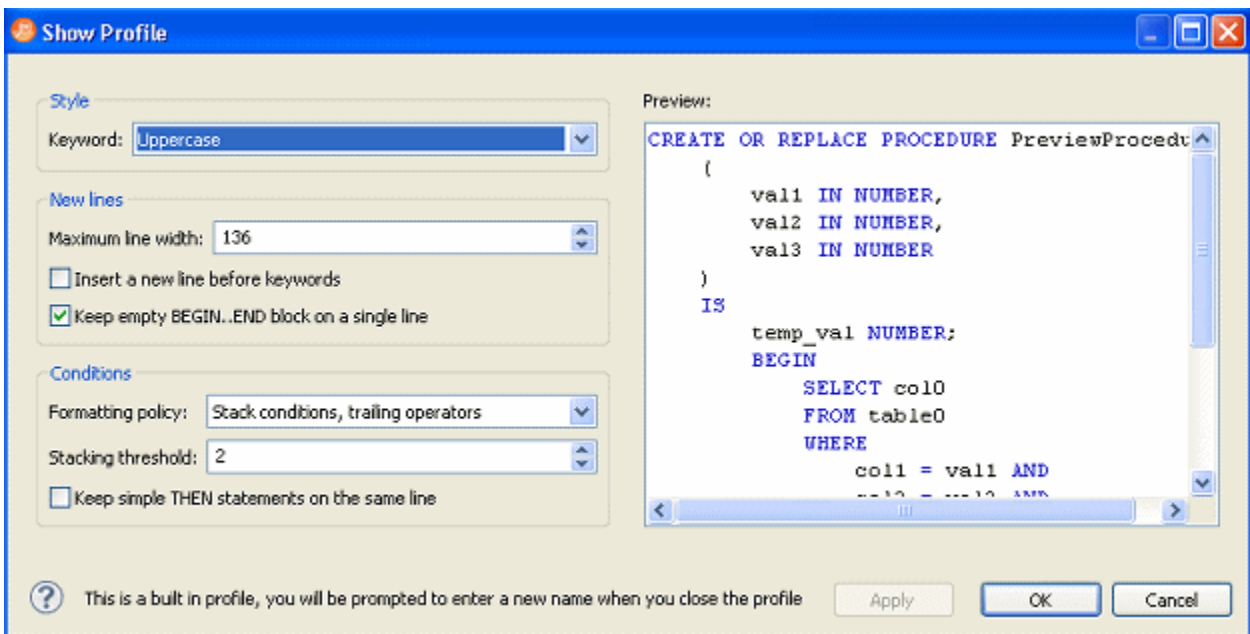 Show Profile
Style
Keyword: Uppercase
New lines
Maximum line width: 136
Insert a new line before keywords
Keep empty BEGIN..END block on a single line
Conditions
Formatting policy: Stack conditions, trailing operators
Stacking threshold: 2
Keep simple THEN statements on the same line
Preview:
CREATE OR REPLACE PROCEDURE PreviewProcedu
(
val1 IN NUMBER,
val2 IN NUMBER,
val3 IN NUMBER
)
IS
temp_val NUMBER;
BEGIN
SELECT col0
FROM table0
WHERE
col1 = val1 AND
col2 = val2 AND
This is a built in profile, you will be prompted to enter a new name when you close the profile
Apply
OK
Cancel